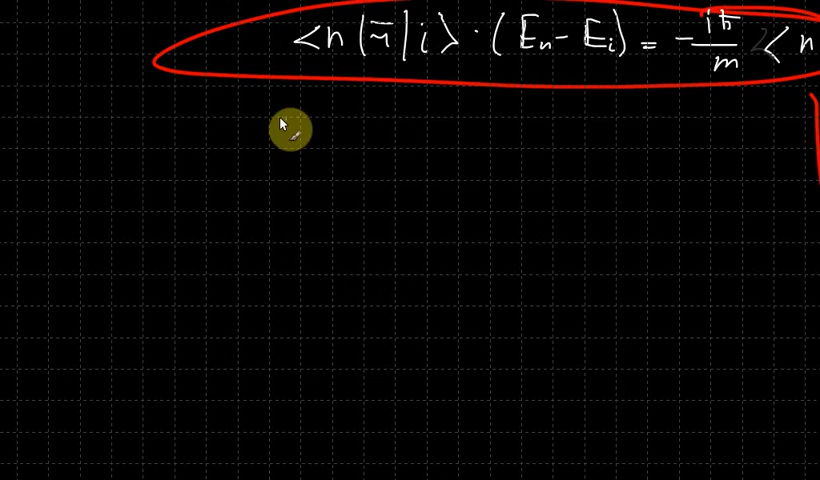 <n|r̄|i>·(Eₙ-Eᵢ) = - iħ/m <n